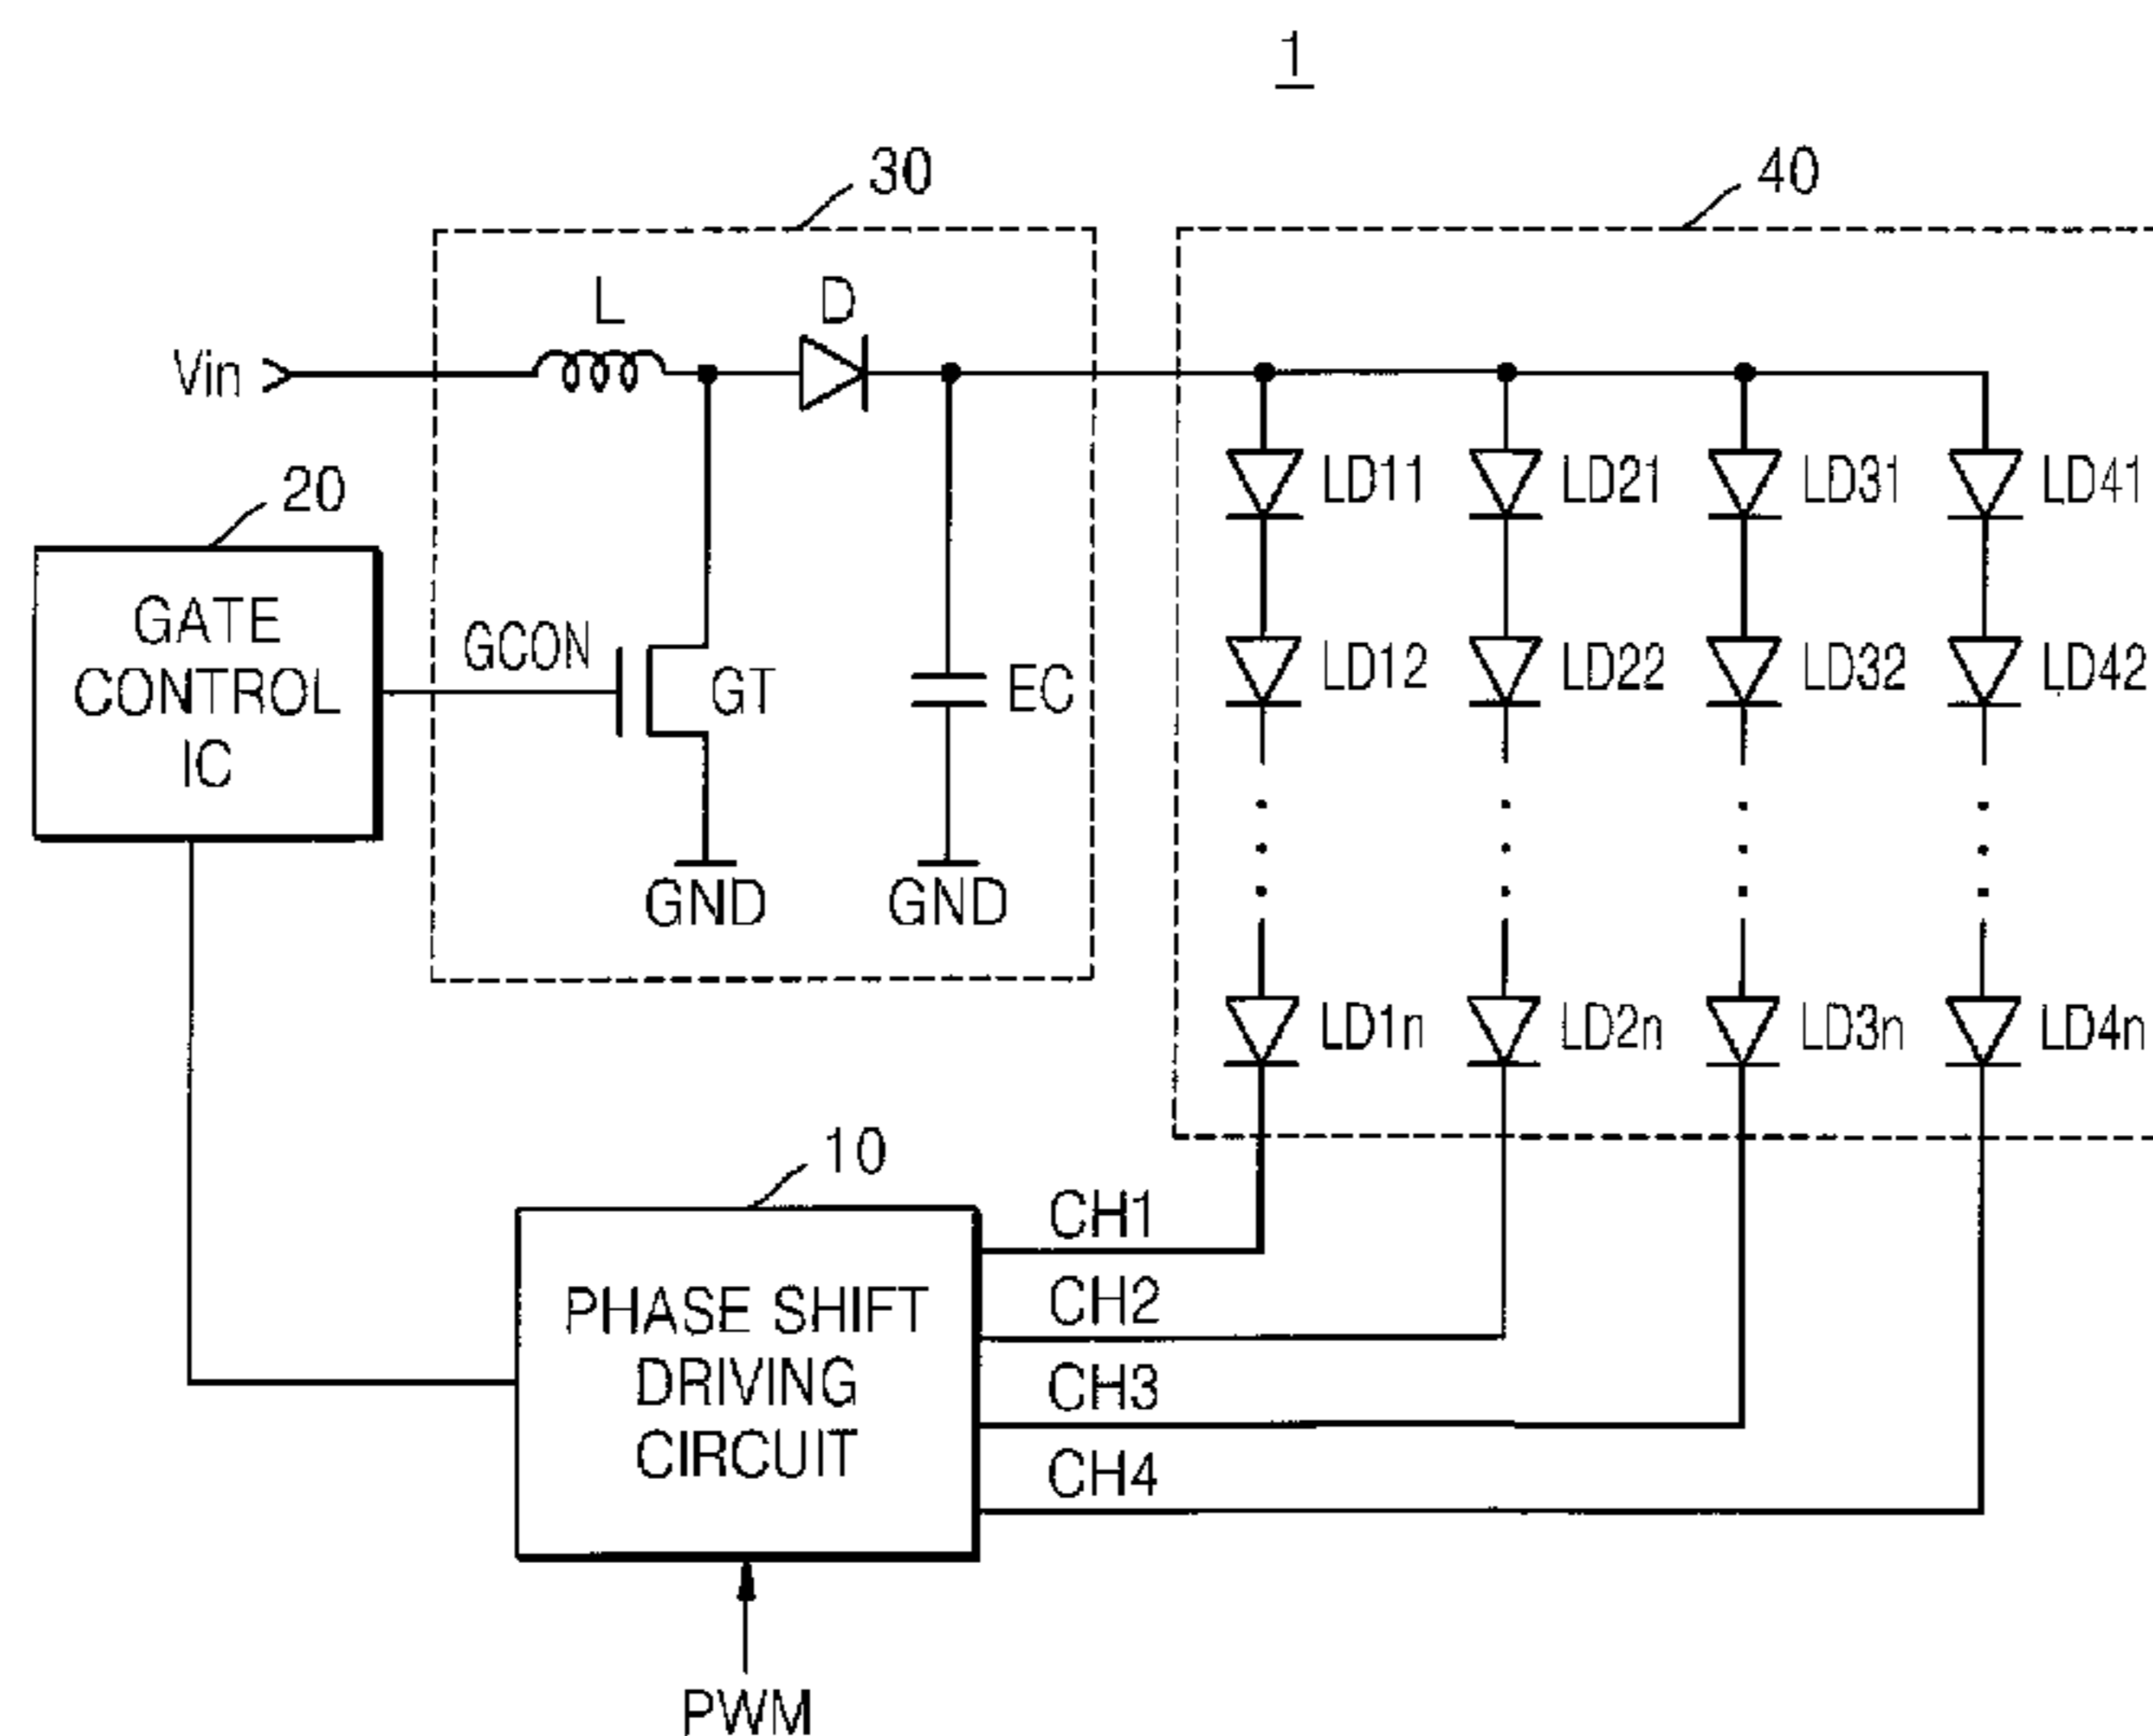 1
30
40
L
D
Vin
LD11
LD21
LD31
LD41
20
GATE
CONTROL
IC
GCON
GT
EC
LD12
LD22
LD32
LD42
GND
GND
LD1n
LD2n
LD3n
LD4n
10
PHASE SHIFT
DRIVING
CIRCUIT
CH1
CH2
CH3
CH4
PWM